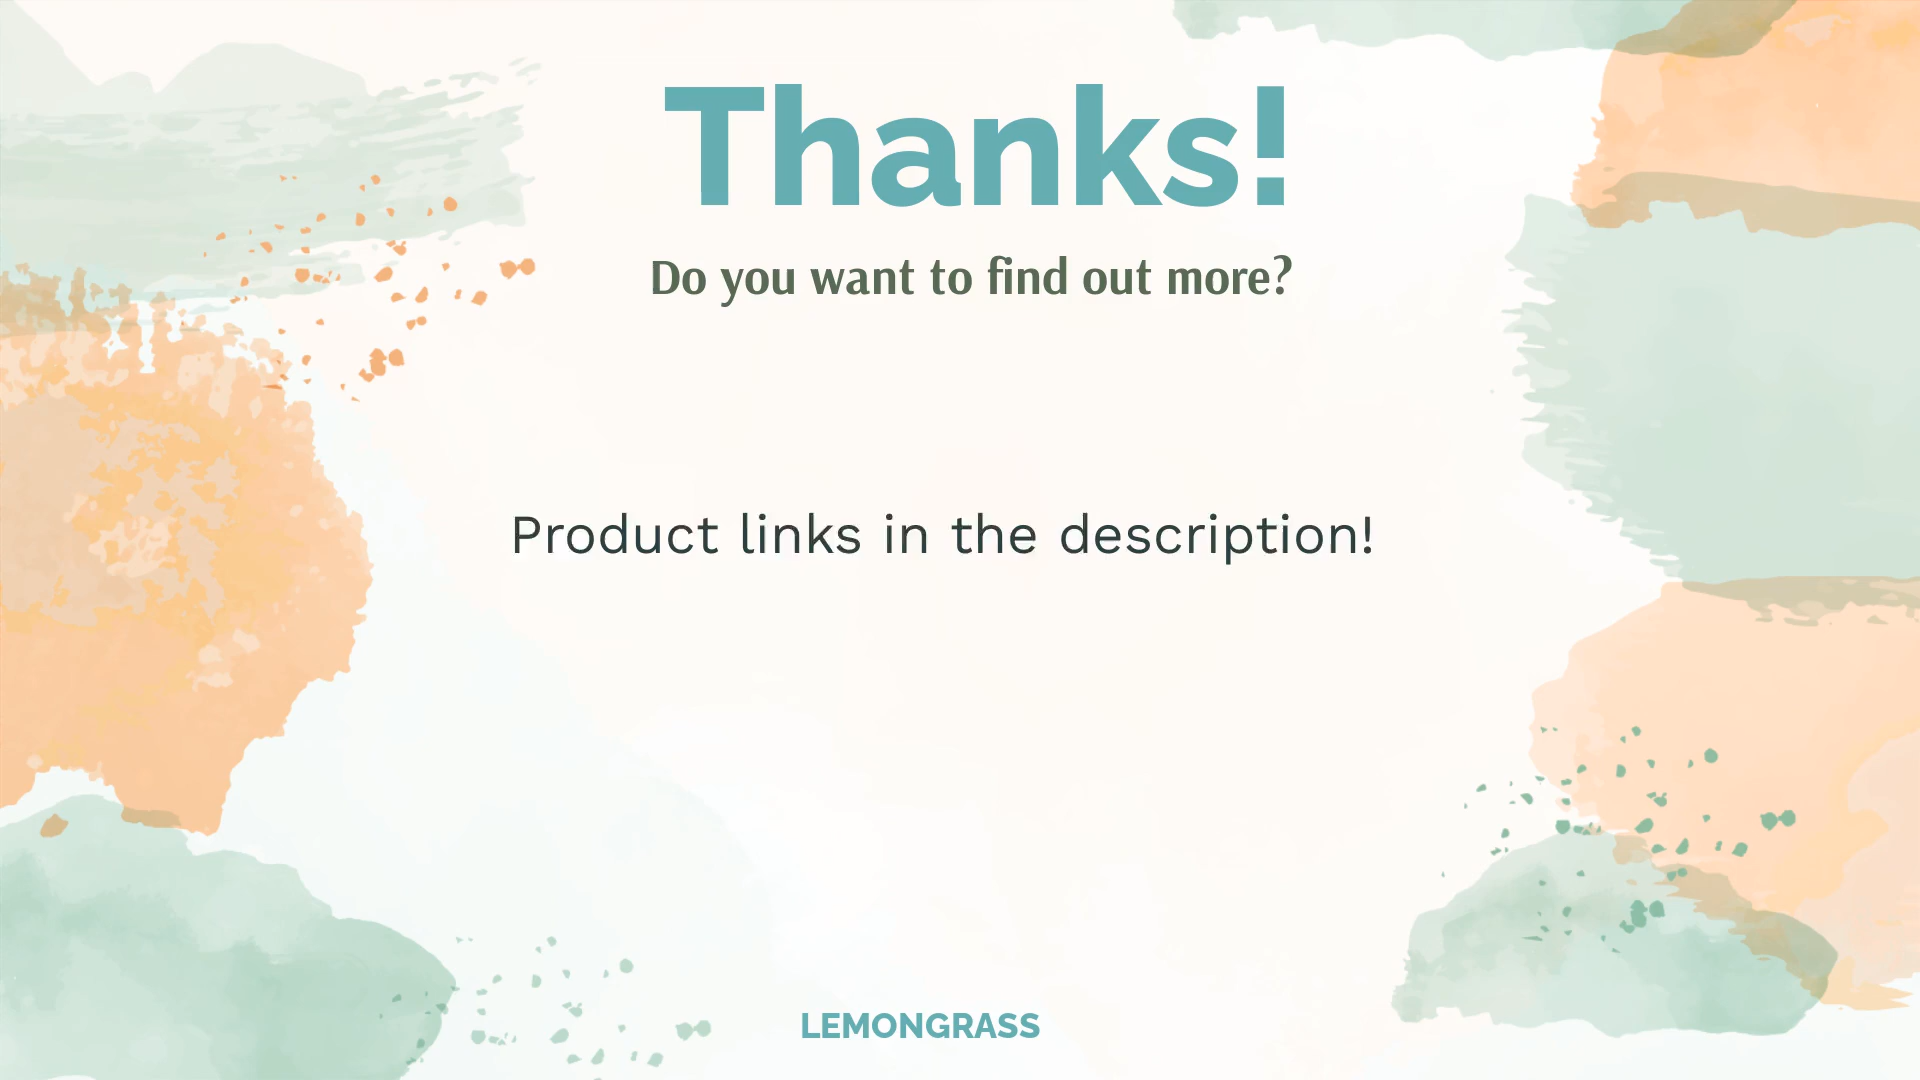 Thanks!
Do you want to find out more?
Product links in the description!
LEMONGRASS